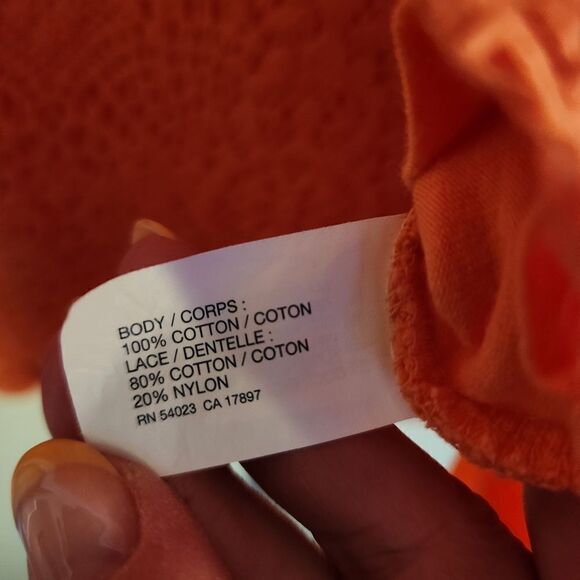 BODY / CORPS :
100% COTTON / COTON
LACE / DENTELLE :
80% COTTON / COTON
20% NYLON
RN 54023 CA 17897